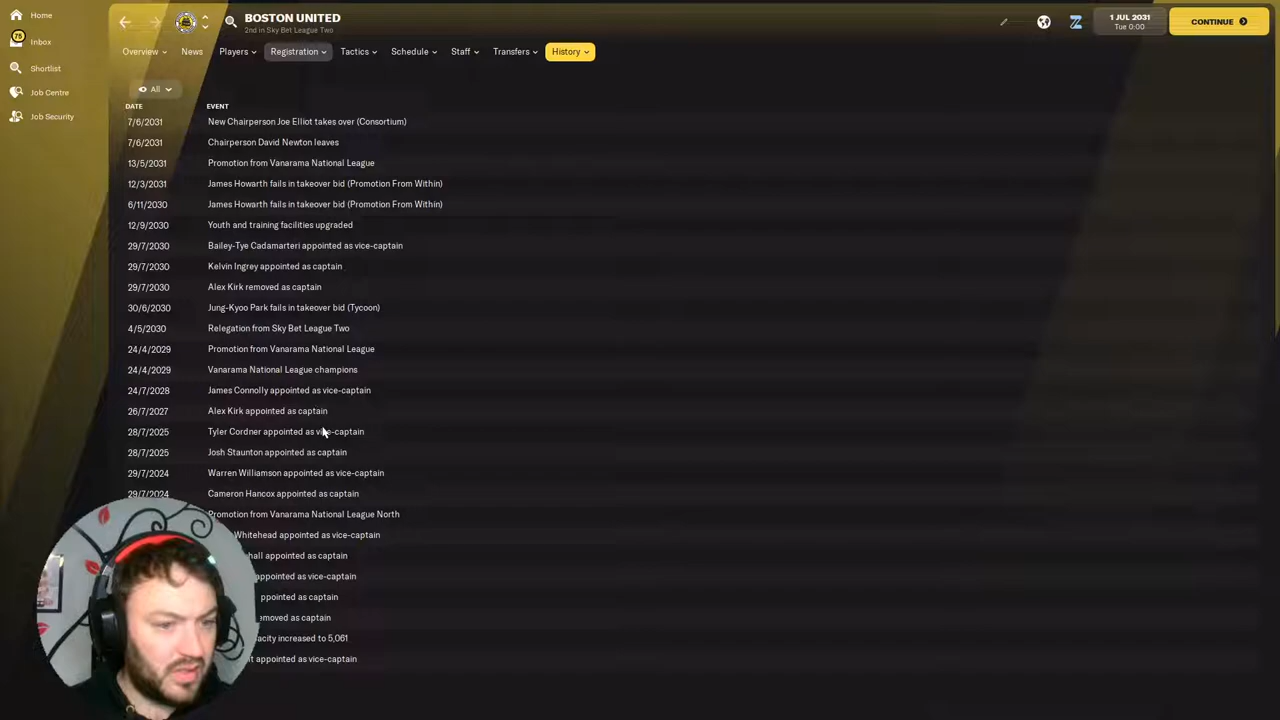 Home
75
Inbox
Shortlist
Job Centre
Job Security
BOSTON UNITED
2nd in Sky Bet League Two
1 JUL 2031
Tue 0:00
CONTINUE
Overview News Players Registration Tactics Schedule Staff Transfers History
All
DATE EVENT
7/6/2031 New Chairperson Joe Elliot takes over (Consortium)
7/6/2031 Chairperson David Newton leaves
13/5/2031 Promotion from Vanarama National League
12/3/2031 James Howarth fails in takeover bid (Promotion From Within)
6/11/2030 James Howarth fails in takeover bid (Promotion From Within)
12/9/2030 Youth and training facilities upgraded
29/7/2030 Bailey-Tye Cadamarteri appointed as vice-captain
29/7/2030 Kelvin Ingrey appointed as captain
29/7/2030 Alex Kirk removed as captain
30/6/2030 Jung-Kyoo Park fails in takeover bid (Tycoon)
4/5/2030 Relegation from Sky Bet League Two
24/4/2029 Promotion from Vanarama National League
24/4/2029 Vanarama National League champions
24/7/2028 James Connolly appointed as vice-captain
26/7/2027 Alex Kirk appointed as captain
28/7/2025 Tyler Cordner appointed as vice-captain
28/7/2025 Josh Staunton appointed as captain
29/7/2024 Warren Williamson appointed as vice-captain
29/7/2024 Cameron Hancox appointed as captain
Promotion from Vanarama National League North
Whitehead appointed as vice-captain
appointed as captain
appointed as vice-captain
appointed as captain
removed as captain
increased to 5,061
appointed as vice-captain